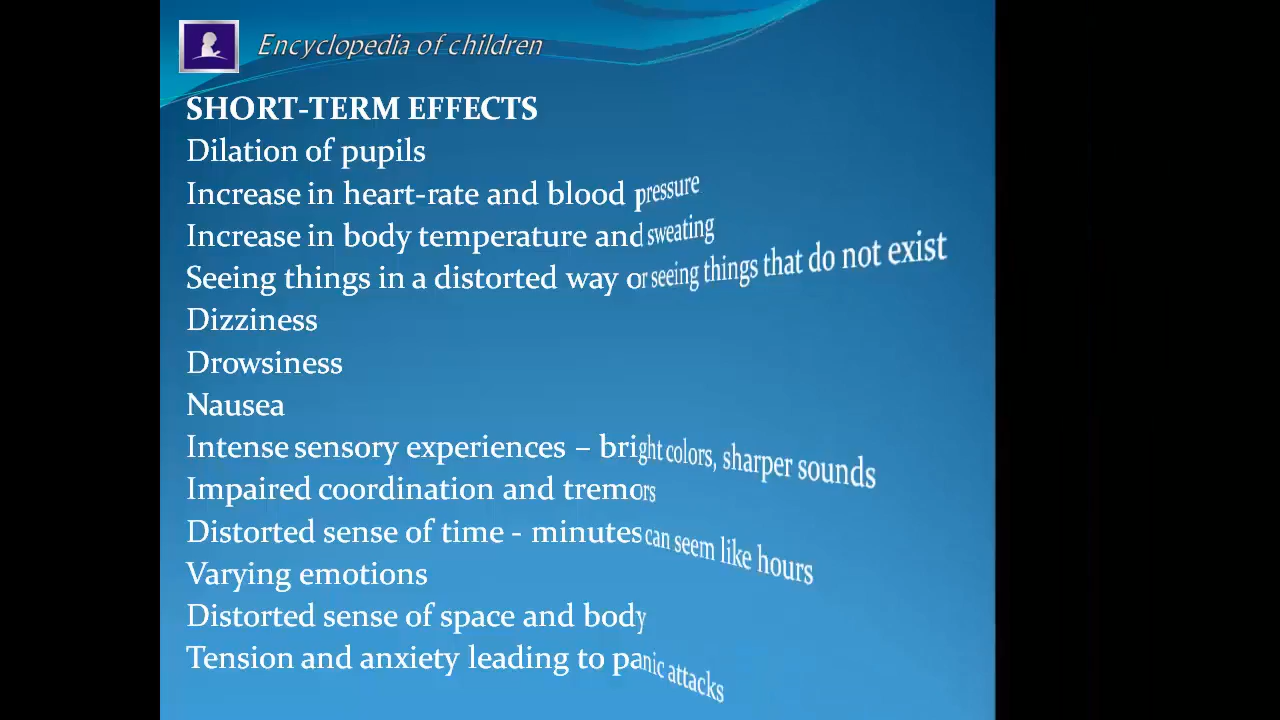 Encyclopedia of children
SHORT-TERM EFFECTS
Dilation of pupils
Increase in heart-rate and blood pressure
Increase in body temperature and sweating
Seeing things in a distorted way or seeing things that do not exist
Dizziness
Drowsiness
Nausea
Intense sensory experiences – bright colors, sharper sounds
Impaired coordination and tremors
Distorted sense of time - minutes can seem like hours
Varying emotions
Distorted sense of space and body
Tension and anxiety leading to panic attacks